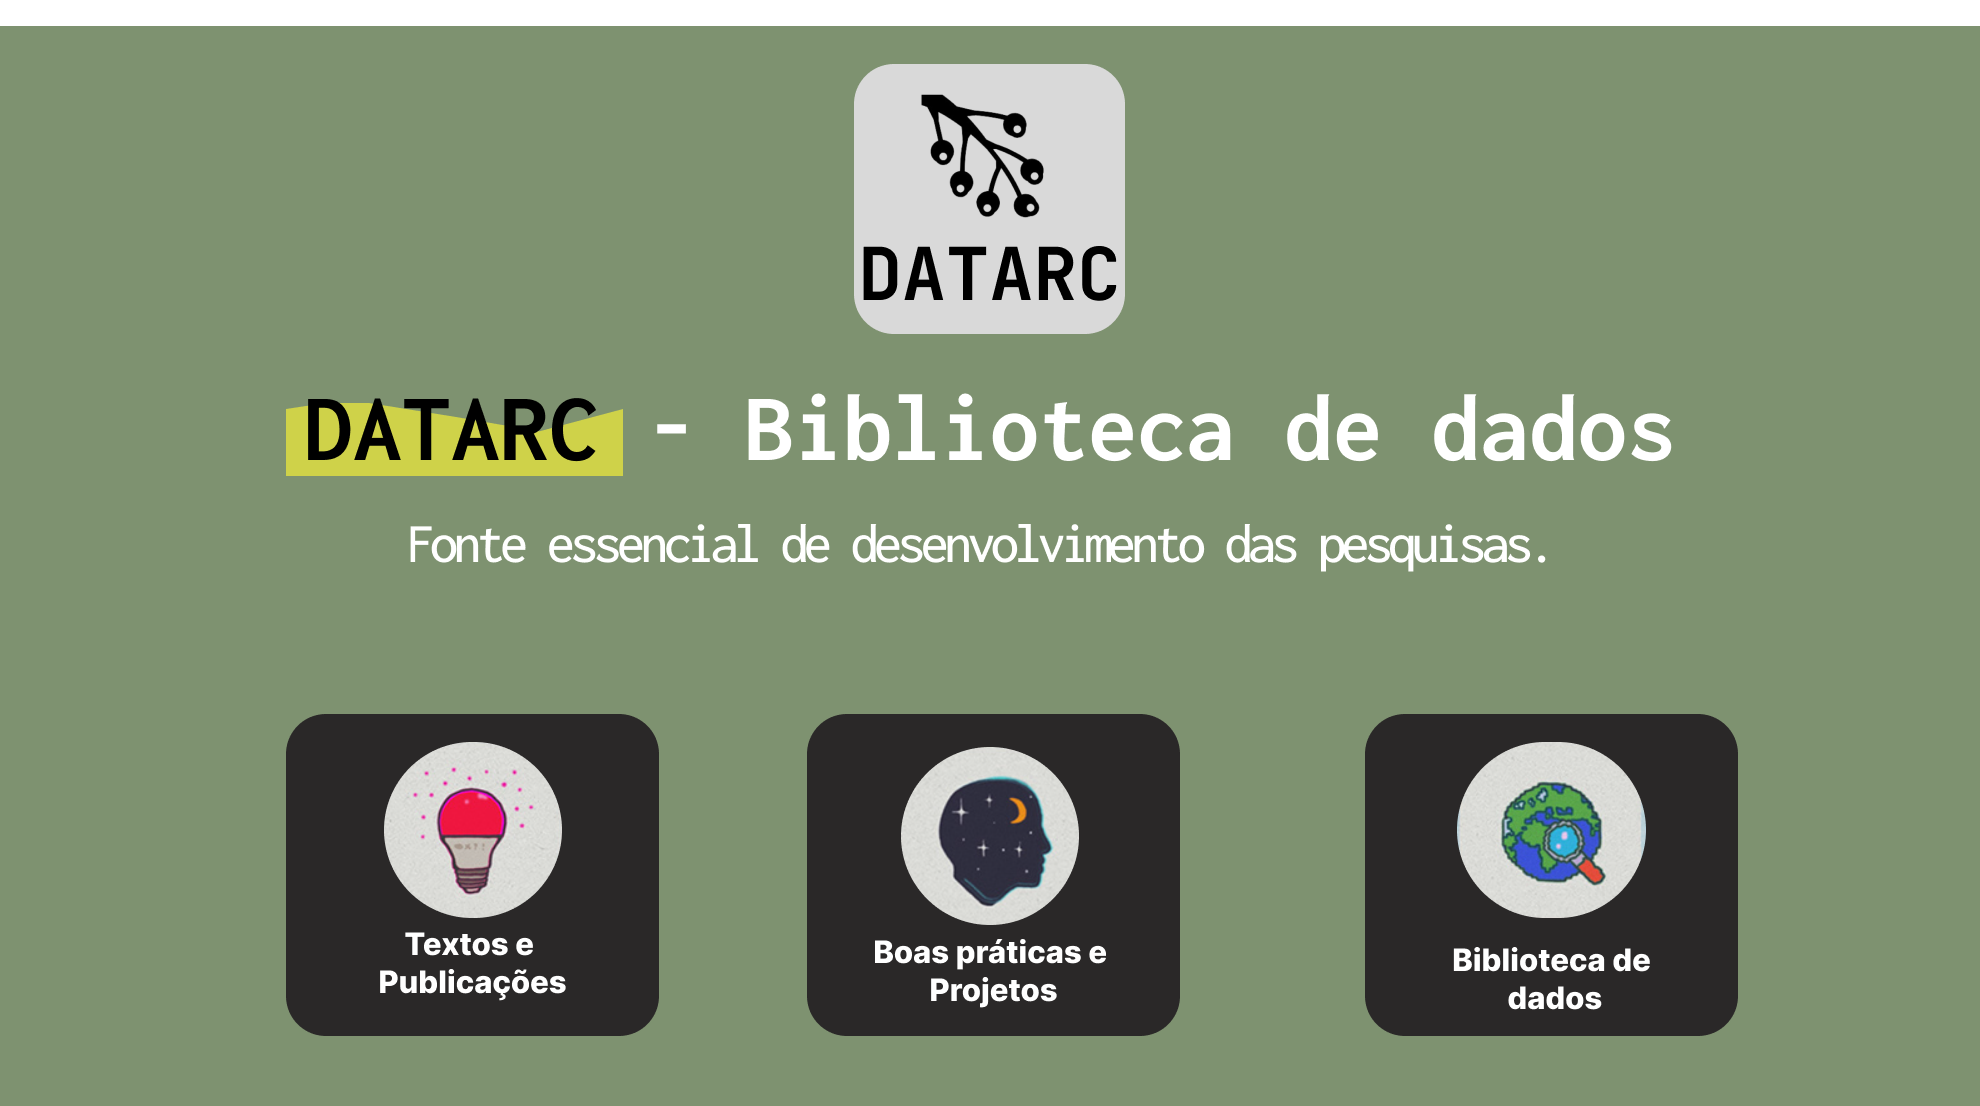 DATARC
DATARC - Biblioteca de dados
Fonte essencial de desenvolvimento das pesquisas.
Textos e
Publicações
Boas práticas e
Projetos
Biblioteca de
dados